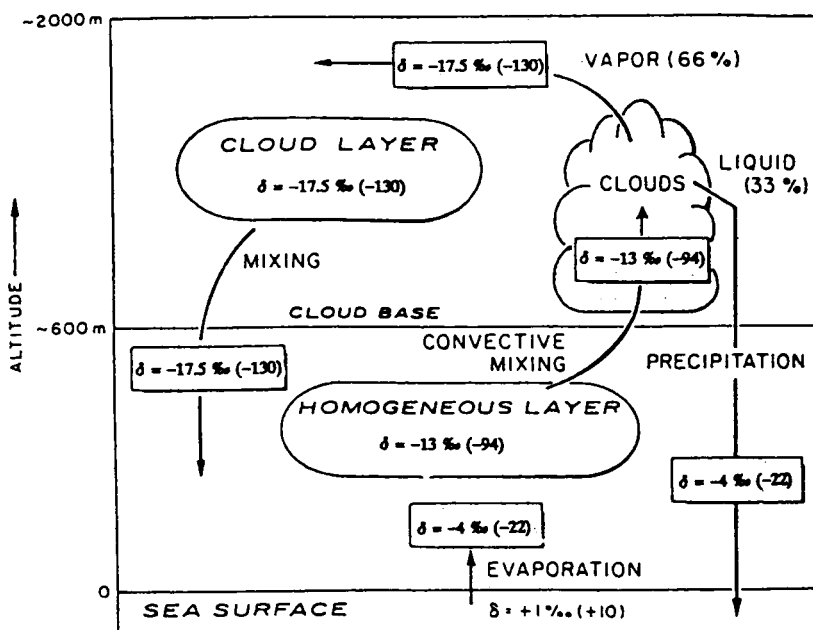 ~2000 m
δ = -17.5 ‰ (-130)
VAPOR (66 %)
CLOUD LAYER
δ = -17.5 ‰ (-130)
LIQUID
(33 %)
CLOUDS
δ = -13 ‰ (-94)
MIXING
ALTITUDE
CLOUD BASE
~600 m
CONVECTIVE
MIXING
PRECIPITATION
δ = -17.5 ‰ (-130)
HOMOGENEOUS LAYER
δ = -13 ‰ (-94)
δ = -4 ‰ (-22)
δ = -4 ‰ (-22)
EVAPORATION
0
SEA SURFACE
δ = +1 ‰ (+10)